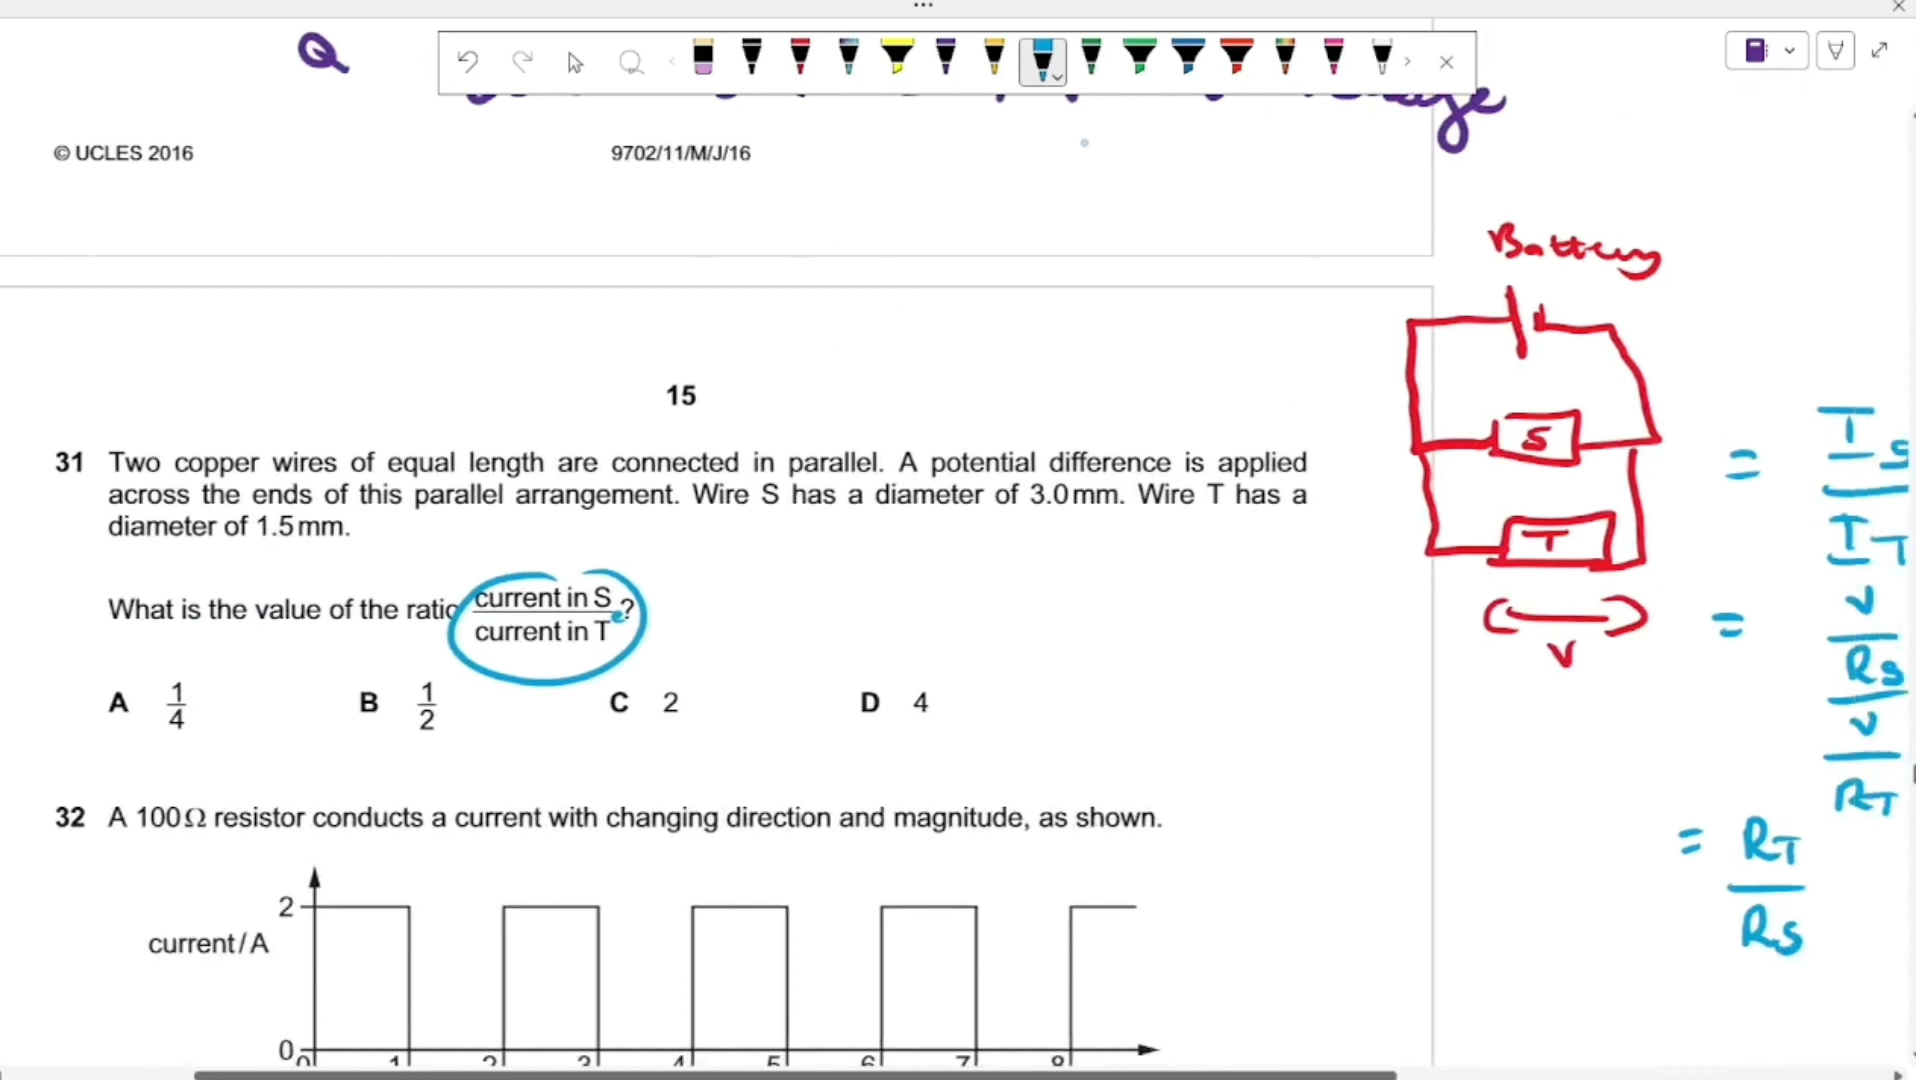 Q
© UCLES 2016
9702/11/M/J/16
15
31 Two copper wires of equal length are connected in parallel. A potential difference is applied
across the ends of this parallel arrangement. Wire S has a diameter of 3.0 mm. Wire T has a
diameter of 1.5 mm.
What is the value of the ratio current in S / current in T ?
A 1/4 B 1/2 C 2 D 4
32 A 100 Ω resistor conducts a current with changing direction and magnitude, as shown.
2
current / A
0
0 1 2 3 4 5 6 7 8
Battery
S
T
V
= I_S / I_T
= V/R_S / V/R_T
= R_T / R_S